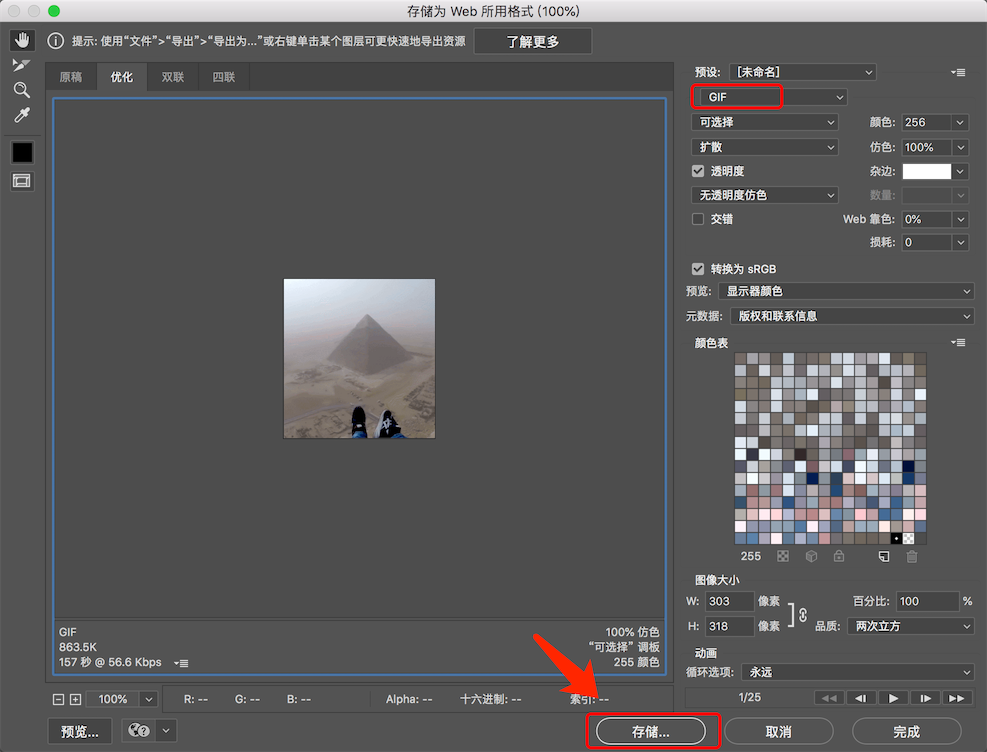 存储为 Web 所用格式 (100%)
提示: 使用“文件”>“导出”>“导出为...”或右键单击某个图层可更快速地导出资源
了解更多
原稿 优化 双联 四联
预设: [未命名]
GIF
可选择 颜色: 256
扩散 仿色: 100%
透明度 杂边:
无透明度仿色 数量:
交错 Web 靠色: 0%
损耗: 0
转换为 sRGB
预览: 显示器颜色
元数据: 版权和联系信息
颜色表
255
图像大小
W: 303 像素 百分比: 100 %
H: 318 像素 品质: 两次立方
动画
循环选项: 永远
1/25
GIF 100% 仿色
863.5K “可选择” 调板
157 秒 @ 56.6 Kbps 255 颜色
100% R: -- G: -- B: -- Alpha: -- 十六进制: -- 索引: --
预览... 存储... 取消 完成